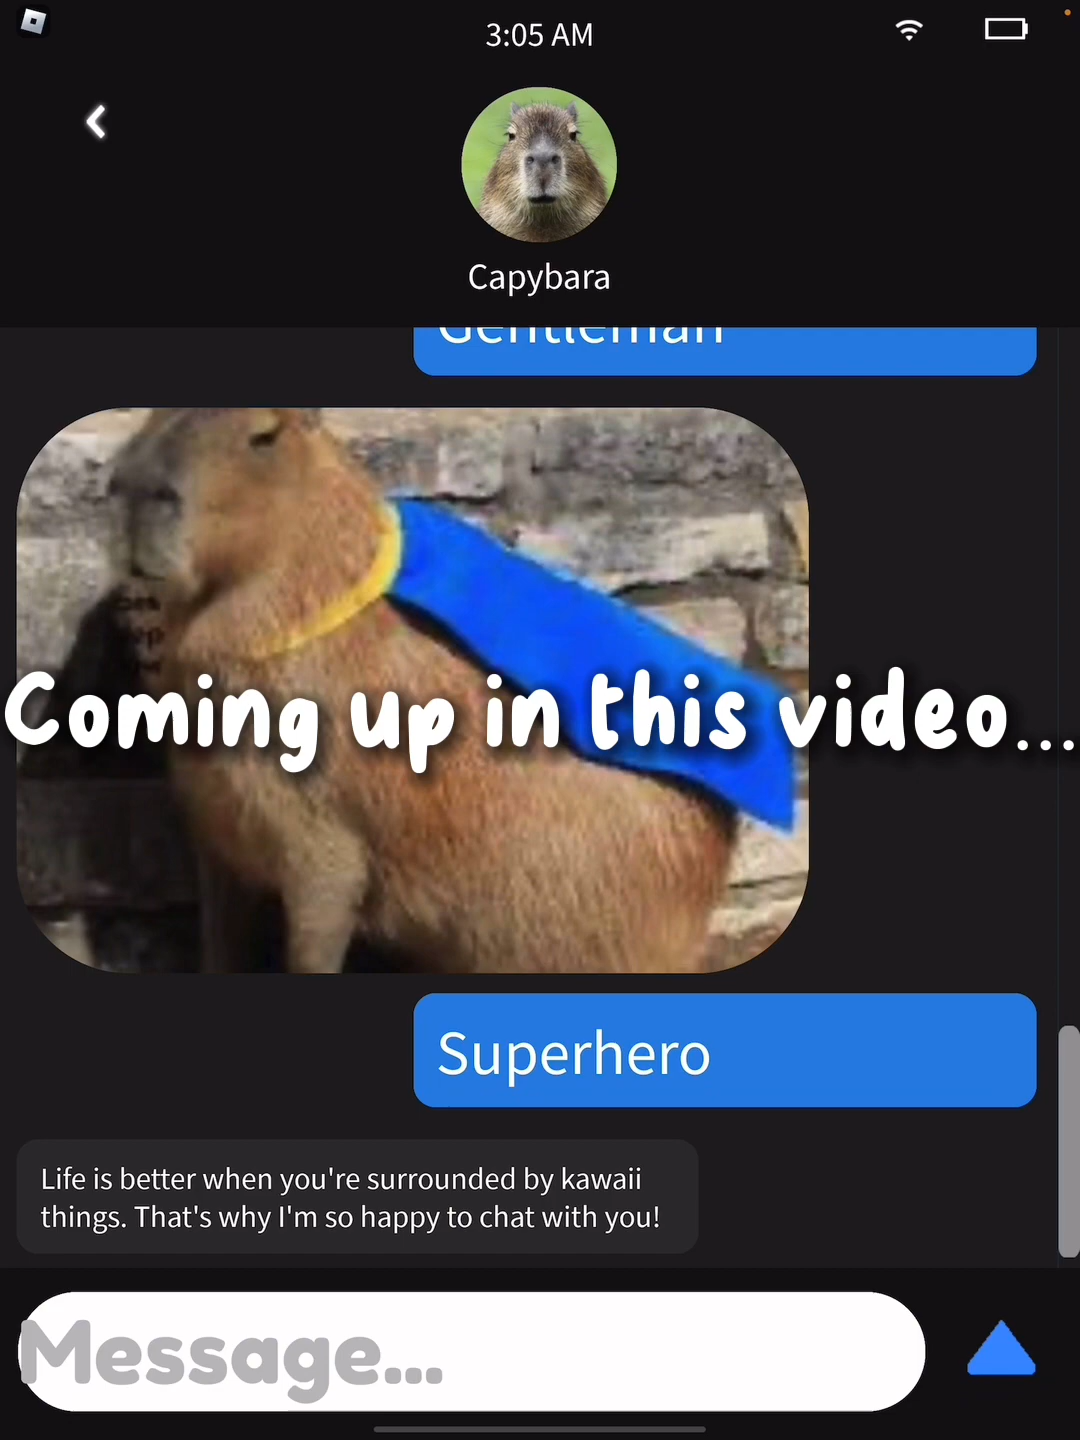 3:05 AM
Capybara
Gentleman
Coming up in this video...
Superhero
Life is better when you're surrounded by kawaii
things. That's why I'm so happy to chat with you!
Message...